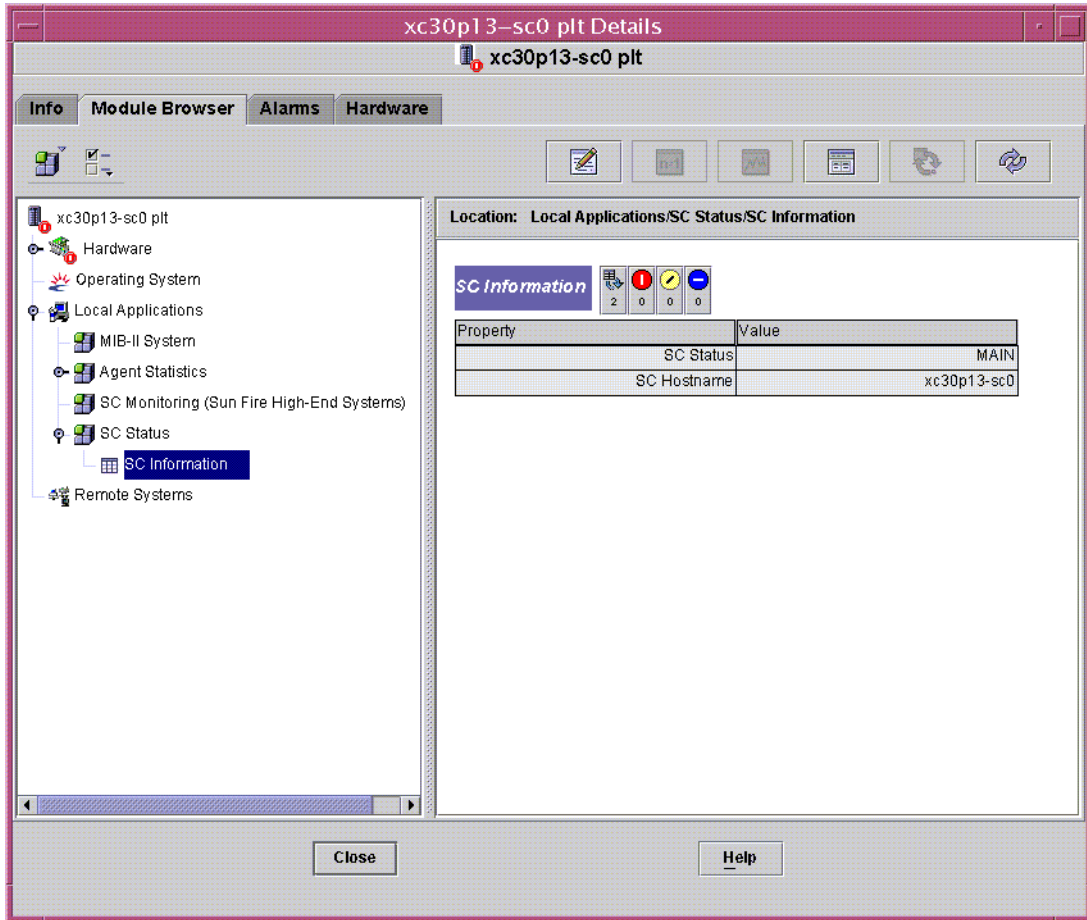 xc30p13-sc0 plt Details
xc30p13-sc0 plt
Info Module Browser Alarms Hardware
xc30p13-sc0 plt
Hardware
Operating System
Local Applications
MIB-II System
Agent Statistics
SC Monitoring (Sun Fire High-End Systems)
SC Status
SC Information
Remote Systems
Location: Local Applications/SC Status/SC Information
SC Information 2 0 0 0
Property Value
SC Status MAIN
SC Hostname xc30p13-sc0
Close Help